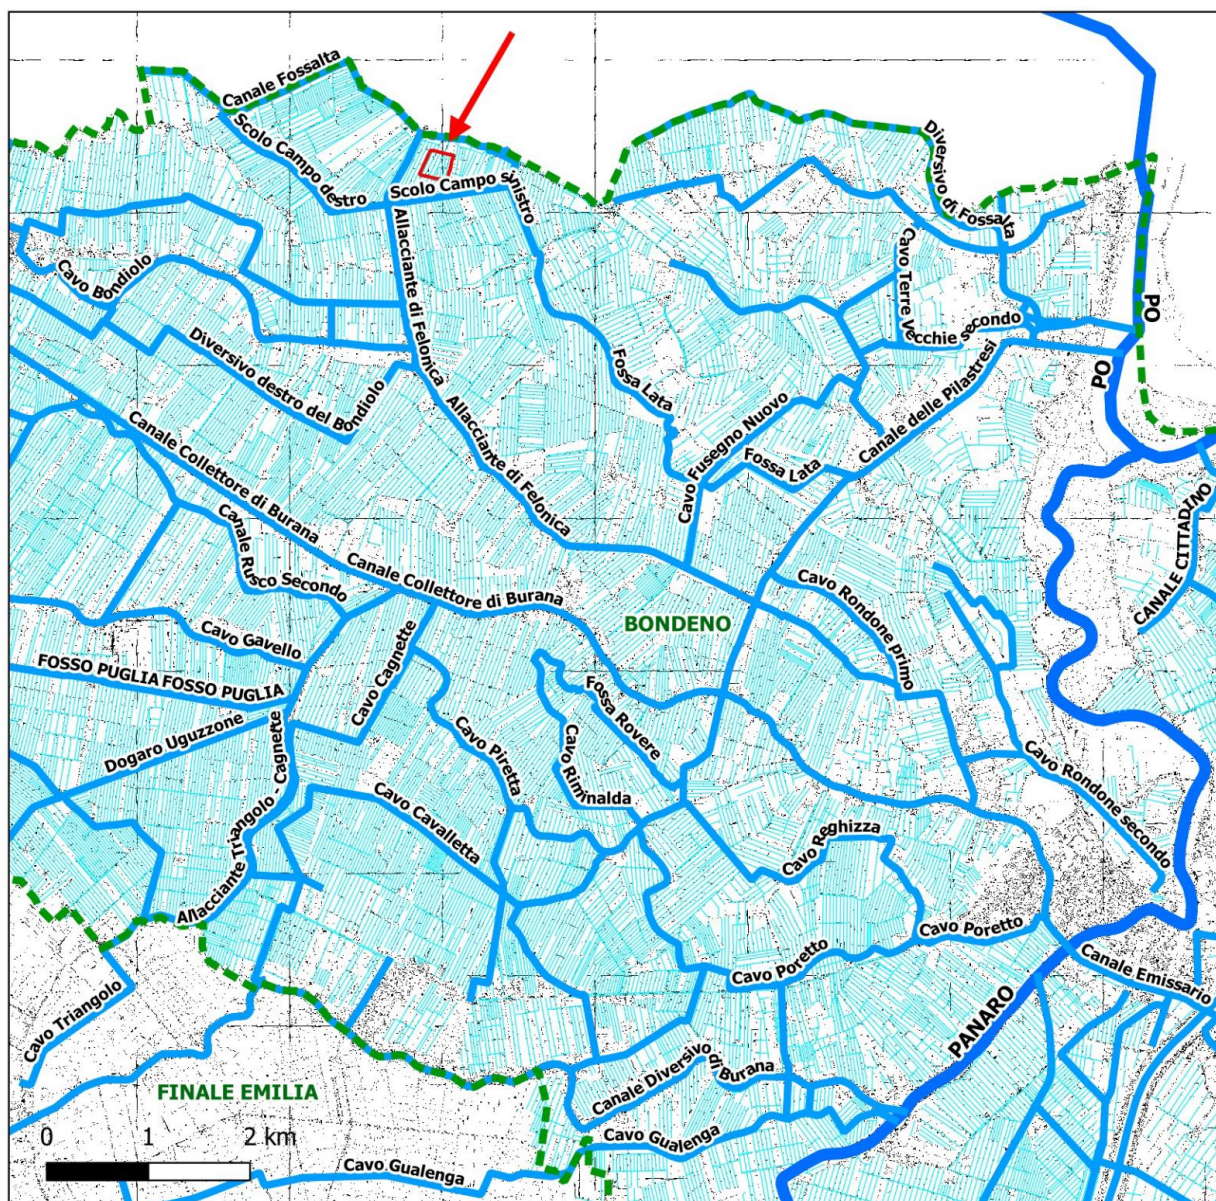 Canale Fossalta
Scolo Campo destro
Scolo Campo sinistro
Diversivo di Fossalta
Cavo Bondiolo
Allacciante di Felonica
Cavo Terre Vecchie secondo
PO
PO
Diversivo destro del Bondiolo
Fossa Lata
Canale delle Pilastresi
Allacciante di Felonica
Cavo Fusegno Nuovo
Fossa Lata
Canale Collettore di Burana
CANALE CITTADINO
Canale Rusco Secondo
Canale Collettore di Burana
Cavo Rondone primo
BONDENO
Cavo Gavello
Cavo Cagnette
FOSSO PUGLIA FOSSO PUGLIA
Fossa Rovere
Dogaro Uguzzone
Cavo Piretta
Cavo Riminalda
Cavo Rondone secondo
Allacciante Triangolo - Cagnette
Cavo Cavalletta
Cavo Reghizza
Cavo Poretto
Cavo Poretto
Canale Emissario
Cavo Triangolo
PANARO
Canale Diversivo di Burana
FINALE EMILIA
Cavo Gualenga
0 1 2 km
Cavo Gualenga